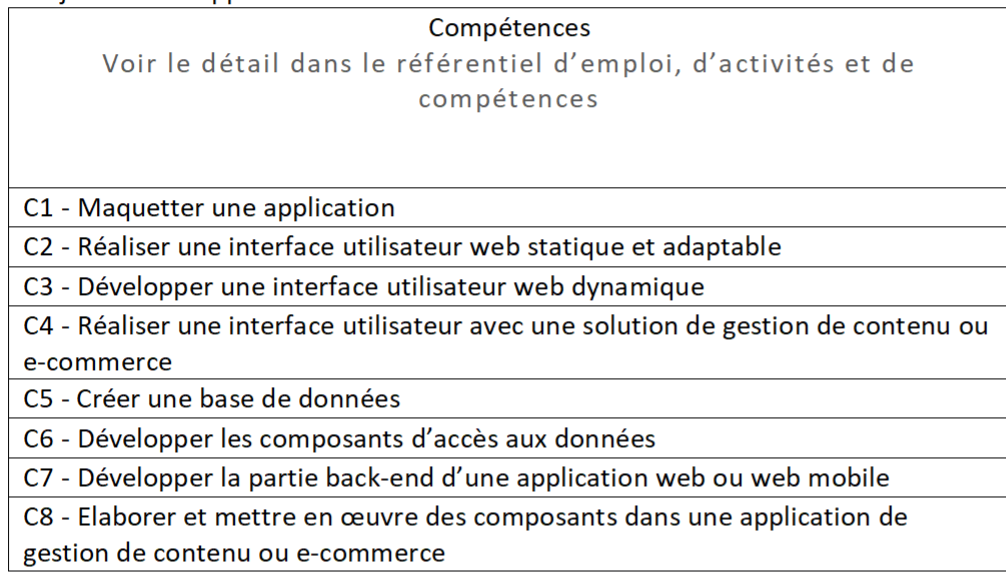 Compétences
Voir le détail dans le référentiel d’emploi, d’activités et de
compétences
C1 - Maquetter une application
C2 - Réaliser une interface utilisateur web statique et adaptable
C3 - Développer une interface utilisateur web dynamique
C4 - Réaliser une interface utilisateur avec une solution de gestion de contenu ou
e-commerce
C5 - Créer une base de données
C6 - Développer les composants d’accès aux données
C7 - Développer la partie back-end d’une application web ou web mobile
C8 - Elaborer et mettre en œuvre des composants dans une application de
gestion de contenu ou e-commerce